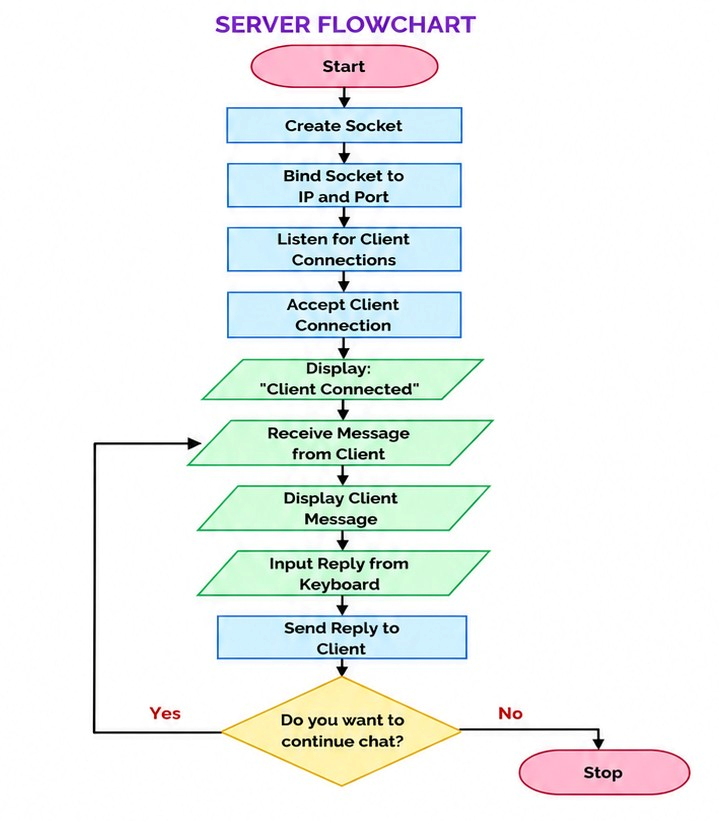 SERVER FLOWCHART
Start
Create Socket
Bind Socket to
IP and Port
Listen for Client
Connections
Accept Client
Connection
Display:
"Client Connected"
Receive Message
from Client
Display Client
Message
Input Reply from
Keyboard
Send Reply to
Client
Do you want to
continue chat?
Yes
No
Stop